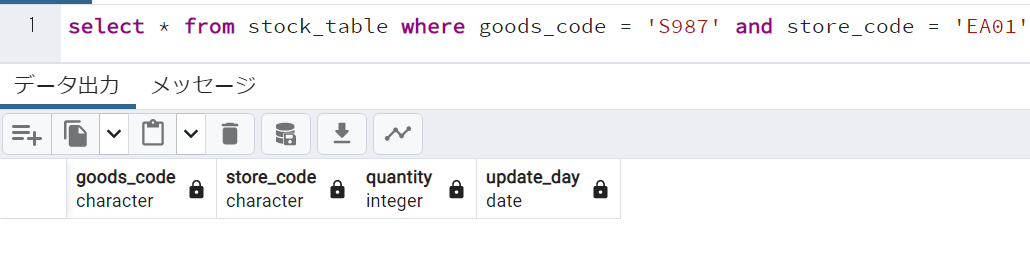 1 select * from stock_table where goods_code = 'S987' and store_code = 'EA01'
データ出力 メッセージ
goods_code store_code quantity update_day
character character integer date